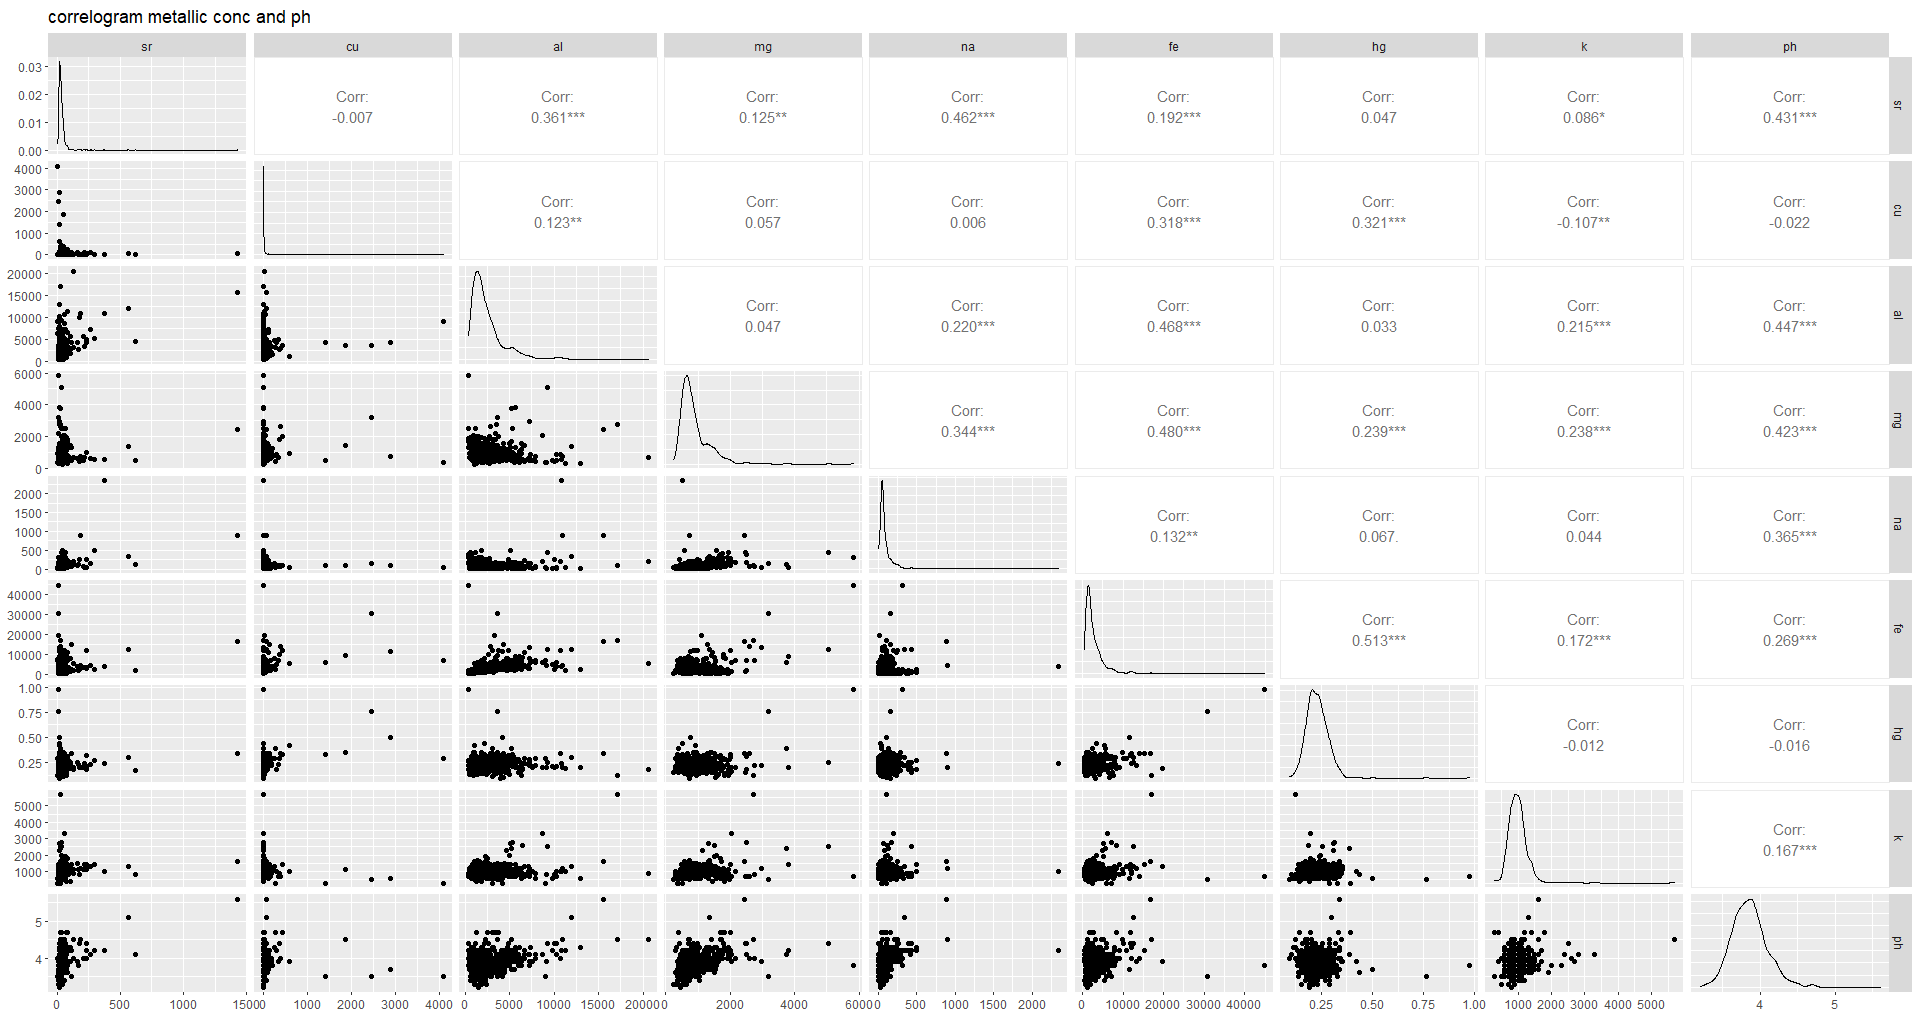 correlogram metallic conc and ph
sr cu al mg na fe hg k ph
0.03
0.02
0.01
0.00
Corr:
-0.007
Corr:
0.361***
Corr:
0.125**
Corr:
0.462***
Corr:
0.192***
Corr:
0.047
Corr:
0.086*
Corr:
0.431***
sr
4000
3000
2000
1000
0
Corr:
0.123**
Corr:
0.057
Corr:
0.006
Corr:
0.318***
Corr:
0.321***
Corr:
-0.107**
Corr:
-0.022
cu
20000
15000
10000
5000
0
Corr:
0.047
Corr:
0.220***
Corr:
0.468***
Corr:
0.033
Corr:
0.215***
Corr:
0.447***
al
6000
4000
2000
0
Corr:
0.344***
Corr:
0.480***
Corr:
0.239***
Corr:
0.238***
Corr:
0.423***
mg
2000
1500
1000
500
0
Corr:
0.132**
Corr:
0.067.
Corr:
0.044
Corr:
0.365***
na
40000
30000
20000
10000
0
Corr:
0.513***
Corr:
0.172***
Corr:
0.269***
fe
1.00
0.75
0.50
0.25
Corr:
-0.012
Corr:
-0.016
hg
5000
4000
3000
2000
1000
Corr:
0.167***
k
5
4
ph
0 500 1000 1500 0 1000 2000 3000 4000 0 5000 10000 15000 20000 0 2000 4000 6000 0 500 1000 1500 2000 0 10000 20000 30000 40000 0.25 0.50 0.75 1.00 1000 2000 3000 4000 5000 4 5